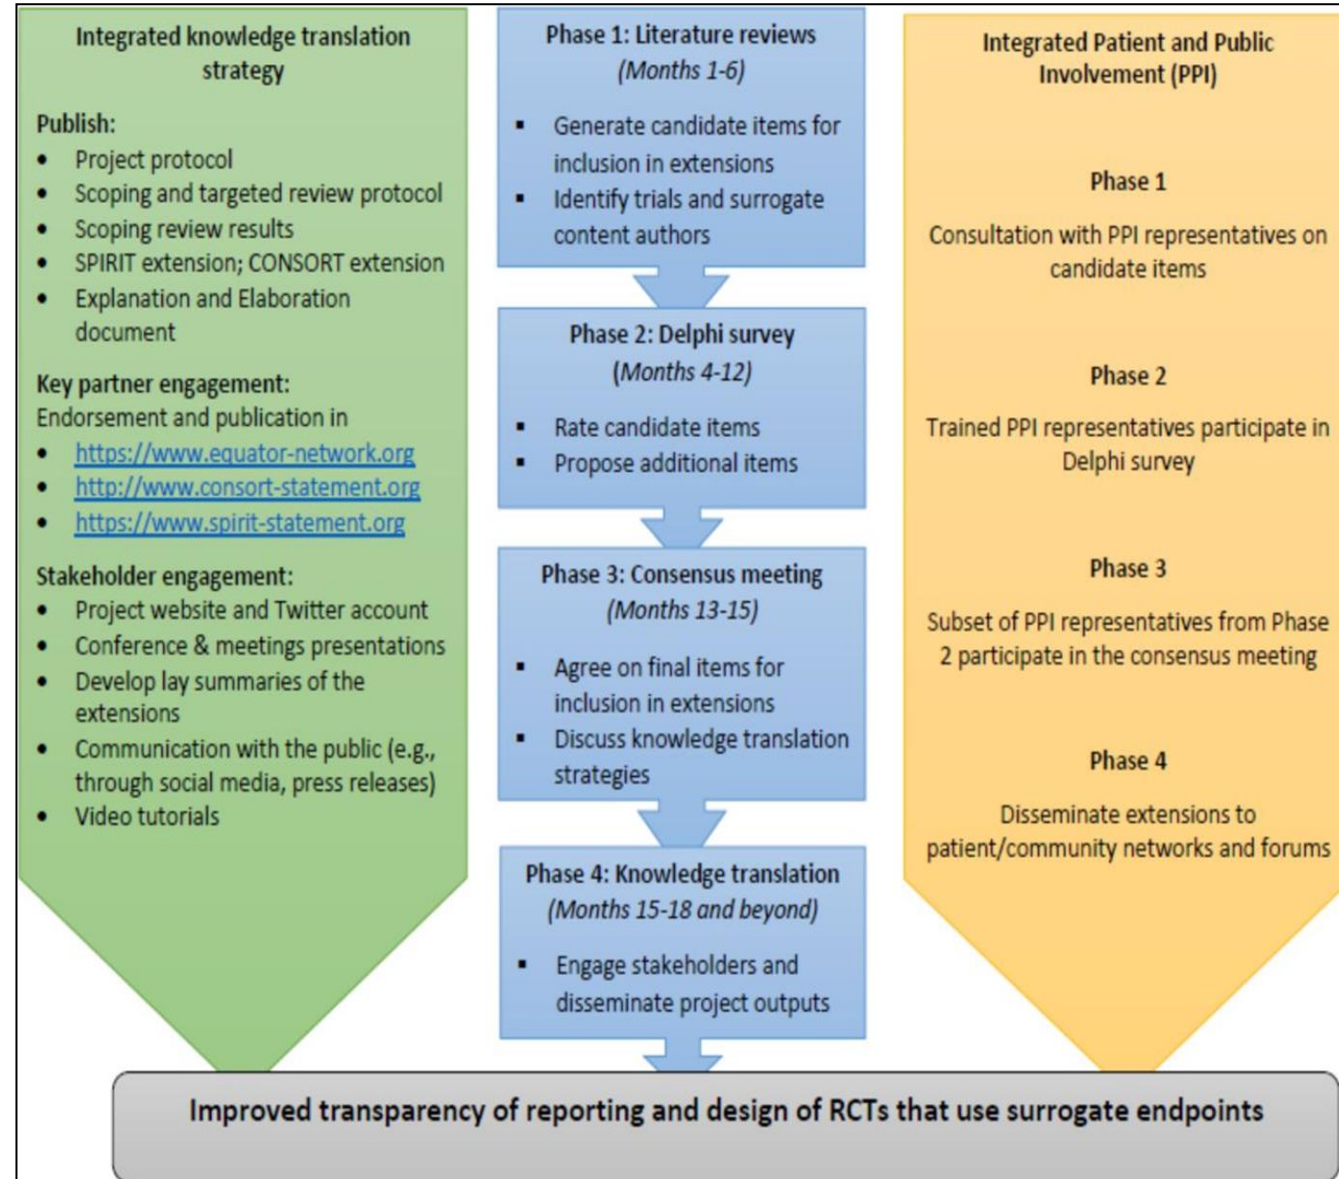 Integrated knowledge translation
strategy
Publish:
• Project protocol
• Scoping and targeted review protocol
• Scoping review results
• SPIRIT extension; CONSORT extension
• Explanation and Elaboration
document
Key partner engagement:
Endorsement and publication in
• https://www.equator-network.org
• http://www.consort-statement.org
• https://www.spirit-statement.org
Stakeholder engagement:
• Project website and Twitter account
• Conference & meetings presentations
• Develop lay summaries of the
extensions
• Communication with the public (e.g.,
through social media, press releases)
• Video tutorials
Phase 1: Literature reviews
(Months 1-6)
▪ Generate candidate items for
inclusion in extensions
▪ Identify trials and surrogate
content authors
Phase 2: Delphi survey
(Months 4-12)
▪ Rate candidate items
▪ Propose additional items
Phase 3: Consensus meeting
(Months 13-15)
▪ Agree on final items for
inclusion in extensions
▪ Discuss knowledge translation
strategies
Phase 4: Knowledge translation
(Months 15-18 and beyond)
▪ Engage stakeholders and
disseminate project outputs
Integrated Patient and Public
Involvement (PPI)
Phase 1
Consultation with PPI representatives on
candidate items
Phase 2
Trained PPI representatives participate in
Delphi survey
Phase 3
Subset of PPI representatives from Phase
2 participate in the consensus meeting
Phase 4
Disseminate extensions to
patient/community networks and forums
Improved transparency of reporting and design of RCTs that use surrogate endpoints